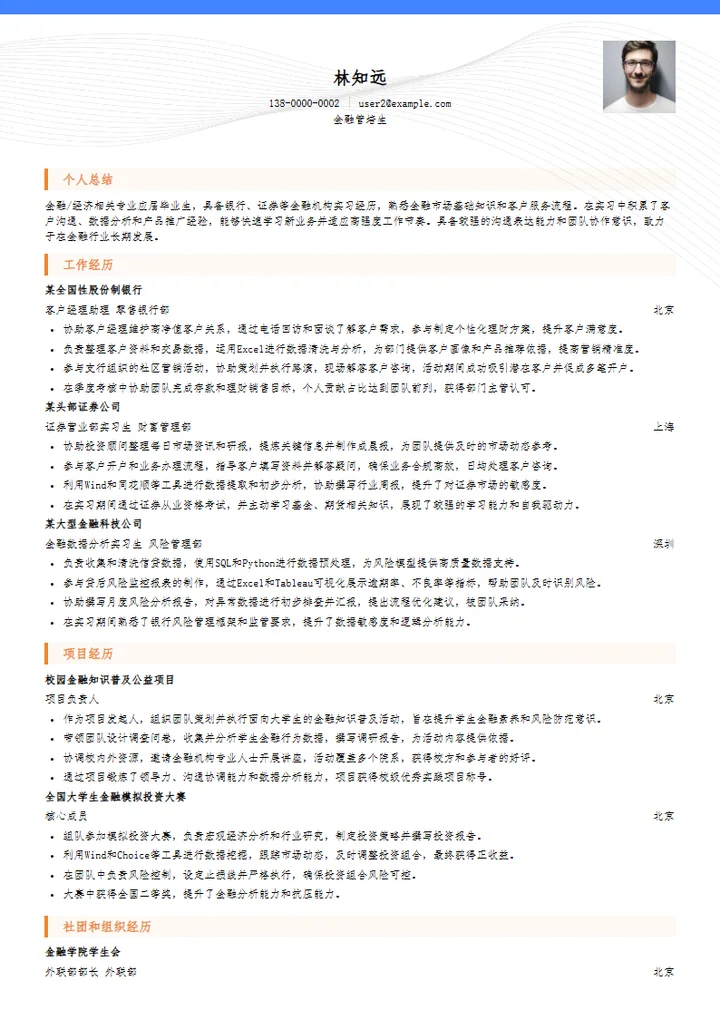 林知远
138-0000-0002 user2@example.com
金融管培生
个人总结
金融/经济相关专业应届毕业生，具备银行、证券等金融机构实习经历，熟悉金融市场基础知识和客户服务流程。在实习中积累了客
户沟通、数据分析和产品推广经验，能够快速学习新业务并适应高强度工作节奏。具备较强的沟通表达能力和团队协作意识，致力
于在金融行业长期发展。
工作经历
某全国性股份制银行
客户经理助理 零售银行部 北京
• 协助客户经理维护高净值客户关系，通过电话回访和面谈了解客户需求，参与制定个性化理财方案，提升客户满意度。
• 负责整理客户资料和交易数据，运用Excel进行数据清洗与分析，为部门提供客户画像和产品推荐依据，提高营销精准度。
• 参与支行组织的社区营销活动，协助策划并执行路演，现场解答客户咨询，活动期间成功吸引潜在客户并促成多笔开户。
• 在季度考核中协助团队完成存款和理财销售目标，个人贡献占比达到团队前列，获得部门主管认可。
某头部证券公司
证券营业部实习生 财富管理部 上海
• 协助投资顾问整理每日市场资讯和研报，提炼关键信息并制作成晨报，为团队提供及时的市场动态参考。
• 参与客户开户和业务办理流程，指导客户填写资料并解答疑问，确保业务合规高效，日均处理客户咨询。
• 利用Wind和同花顺等工具进行数据提取和初步分析，协助撰写行业周报，提升了对证券市场的敏感度。
• 在实习期间通过证券从业资格考试，并主动学习基金、期货相关知识，展现了较强的学习能力和自我驱动力。
某大型金融科技公司
金融数据分析实习生 风险管理部 深圳
• 负责收集和清洗信贷数据，使用SQL和Python进行数据预处理，为风险模型提供高质量数据支持。
• 参与贷后风险监控报表的制作，通过Excel和Tableau可视化展示逾期率、不良率等指标，帮助团队及时识别风险。
• 协助撰写月度风险分析报告，对异常数据进行初步排查并汇报，提出流程优化建议，被团队采纳。
• 在实习期间熟悉了银行风险管理框架和监管要求，提升了数据敏感度和逻辑分析能力。
项目经历
校园金融知识普及公益项目
项目负责人 北京
• 作为项目发起人，组织团队策划并执行面向大学生的金融知识普及活动，旨在提升学生金融素养和风险防范意识。
• 带领团队设计调查问卷，收集并分析学生金融行为数据，撰写调研报告，为活动内容提供依据。
• 协调校内外资源，邀请金融机构专业人士开展讲座，活动覆盖多个院系，获得校方和参与者的好评。
• 通过项目锻炼了领导力、沟通协调能力和数据分析能力，项目获得校级优秀实践项目称号。
全国大学生金融模拟投资大赛
核心成员 北京
• 组队参加模拟投资大赛，负责宏观经济分析和行业研究，制定投资策略并撰写投资报告。
• 利用Wind和Choice等工具进行数据挖掘，跟踪市场动态，及时调整投资组合，最终获得正收益。
• 在团队中负责风险控制，设定止损线并严格执行，确保投资组合风险可控。
• 大赛中获得全国二等奖，提升了金融分析能力和抗压能力。
社团和组织经历
金融学院学生会
外联部部长 外联部 北京